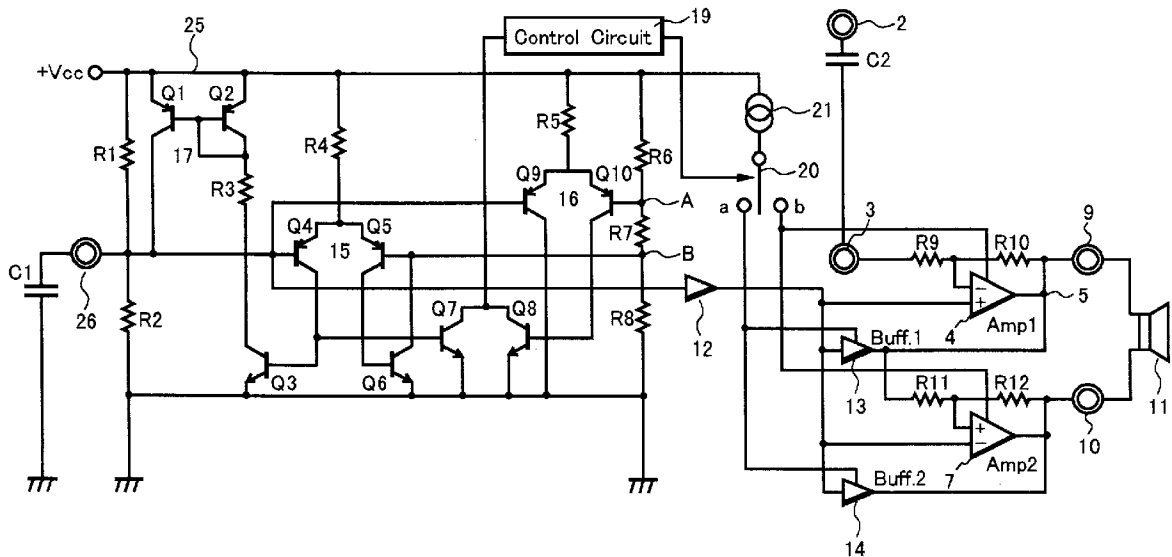 19
2
Control Circuit
25
C2
+Vcc
Q1
Q2
21
R5
R1
R4
R6
17
20
Q9
Q10
R3
16
A
a
b
3
9
Q4
Q5
R7
15
R9
R10
B
C1
26
R2
Q7
Q8
R8
12
5
4
Amp1
Q3
Q6
Buff.1
13
R11
R12
11
10
7
Amp2
Buff.2
14